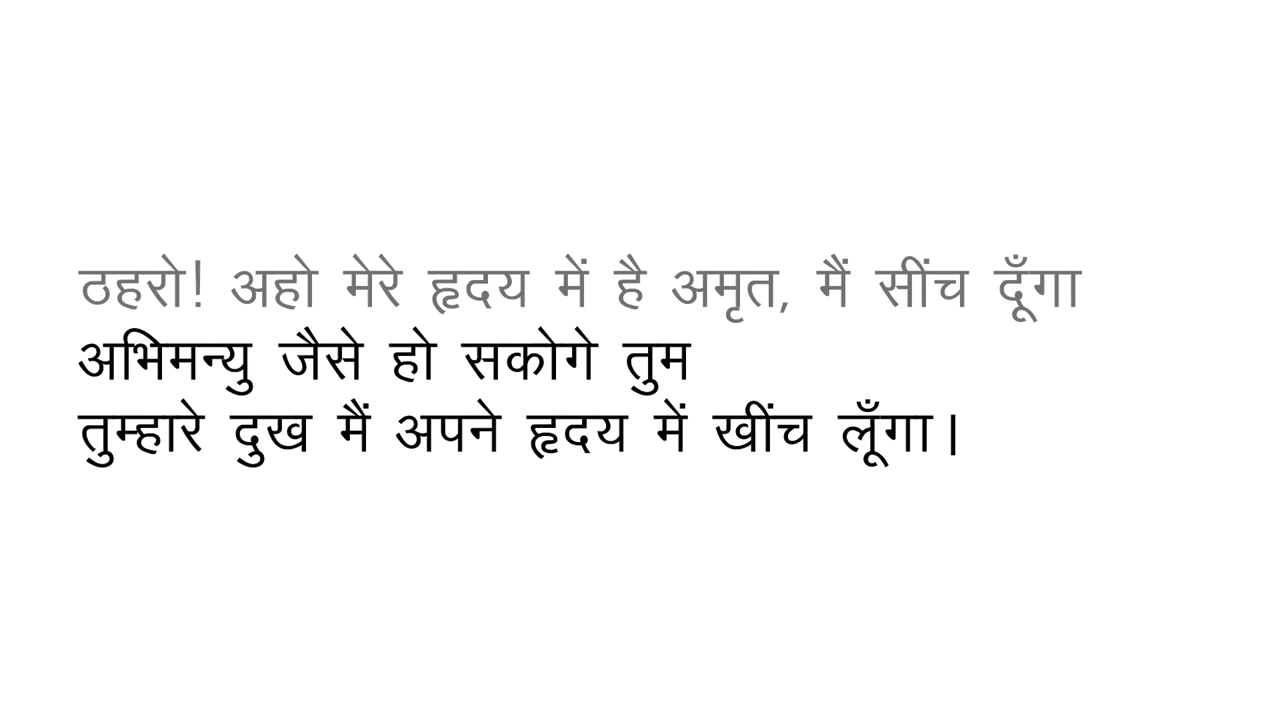 ठहरो! अहो मेरे हृदय में है अमृत, मैं सींच दूँगा
अभिमन्यु जैसे हो सकोगे तुम
तुम्हारे दुख मैं अपने हृदय में खींच लूँगा।